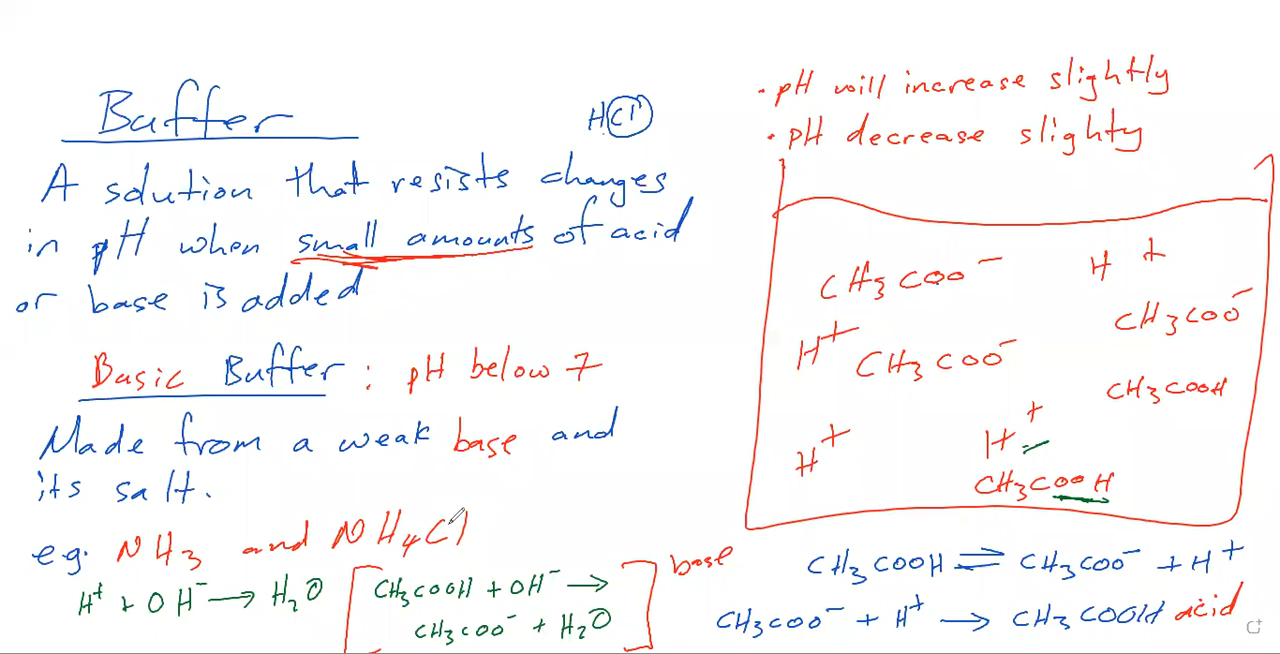 Buffer
HCl
A solution that resists changes
in pH when small amounts of acid
or base is added
Basic Buffer: pH below 7
Made from a weak base and
its salt.
eg. NH3 and NH4Cl
H+ + OH- → H2O
[CH3COOH + OH- →
CH3COO- + H2O] base
• pH will increase slightly
• pH decrease slighty
CH3COO- H+
CH3COO-
H+ CH3COO-
CH3COOH
H+ H+
CH3COOH
CH3COOH ⇌ CH3COO- + H+
CH3COO- + H+ → CH3COOH acid